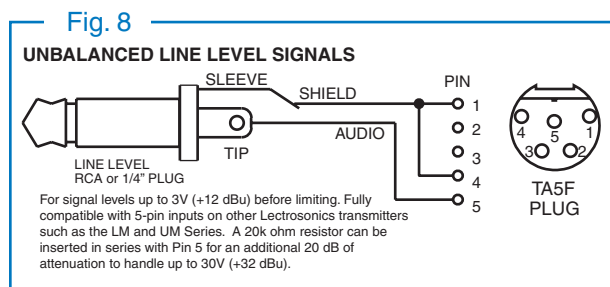 Fig. 8
UNBALANCED LINE LEVEL SIGNALS
SLEEVE
SHIELD
PIN
1
2
3
4
5
AUDIO
TIP
LINE LEVEL
RCA or 1/4" PLUG
4
5
1
3
2
TA5F
PLUG
For signal levels up to 3V (+12 dBu) before limiting. Fully
compatible with 5-pin inputs on other Lectrosonics transmitters
such as the LM and UM Series. A 20k ohm resistor can be
inserted in series with Pin 5 for an additional 20 dB of
attenuation to handle up to 30V (+32 dBu).